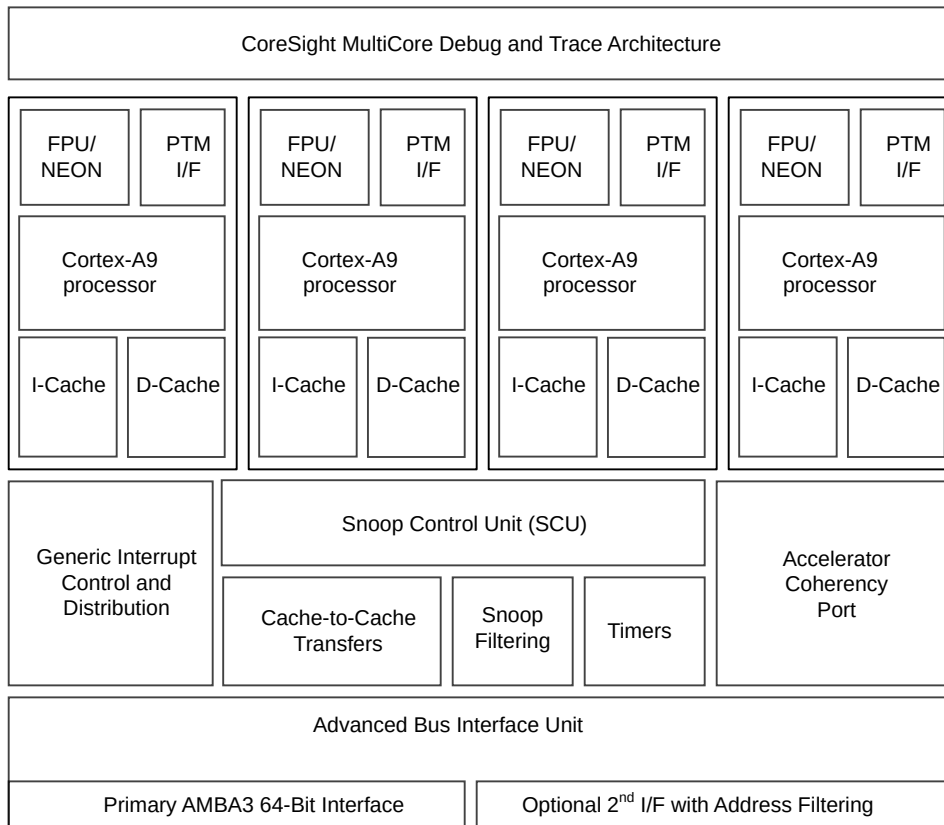 CoreSight MultiCore Debug and Trace Architecture
FPU/
NEON
PTM
I/F
Cortex-A9
processor
I-Cache
D-Cache
FPU/
NEON
PTM
I/F
Cortex-A9
processor
I-Cache
D-Cache
FPU/
NEON
PTM
I/F
Cortex-A9
processor
I-Cache
D-Cache
FPU/
NEON
PTM
I/F
Cortex-A9
processor
I-Cache
D-Cache
Generic Interrupt
Control and
Distribution
Snoop Control Unit (SCU)
Cache-to-Cache
Transfers
Snoop
Filtering
Timers
Accelerator
Coherency
Port
Advanced Bus Interface Unit
Primary AMBA3 64-Bit Interface
Optional 2nd I/F with Address Filtering